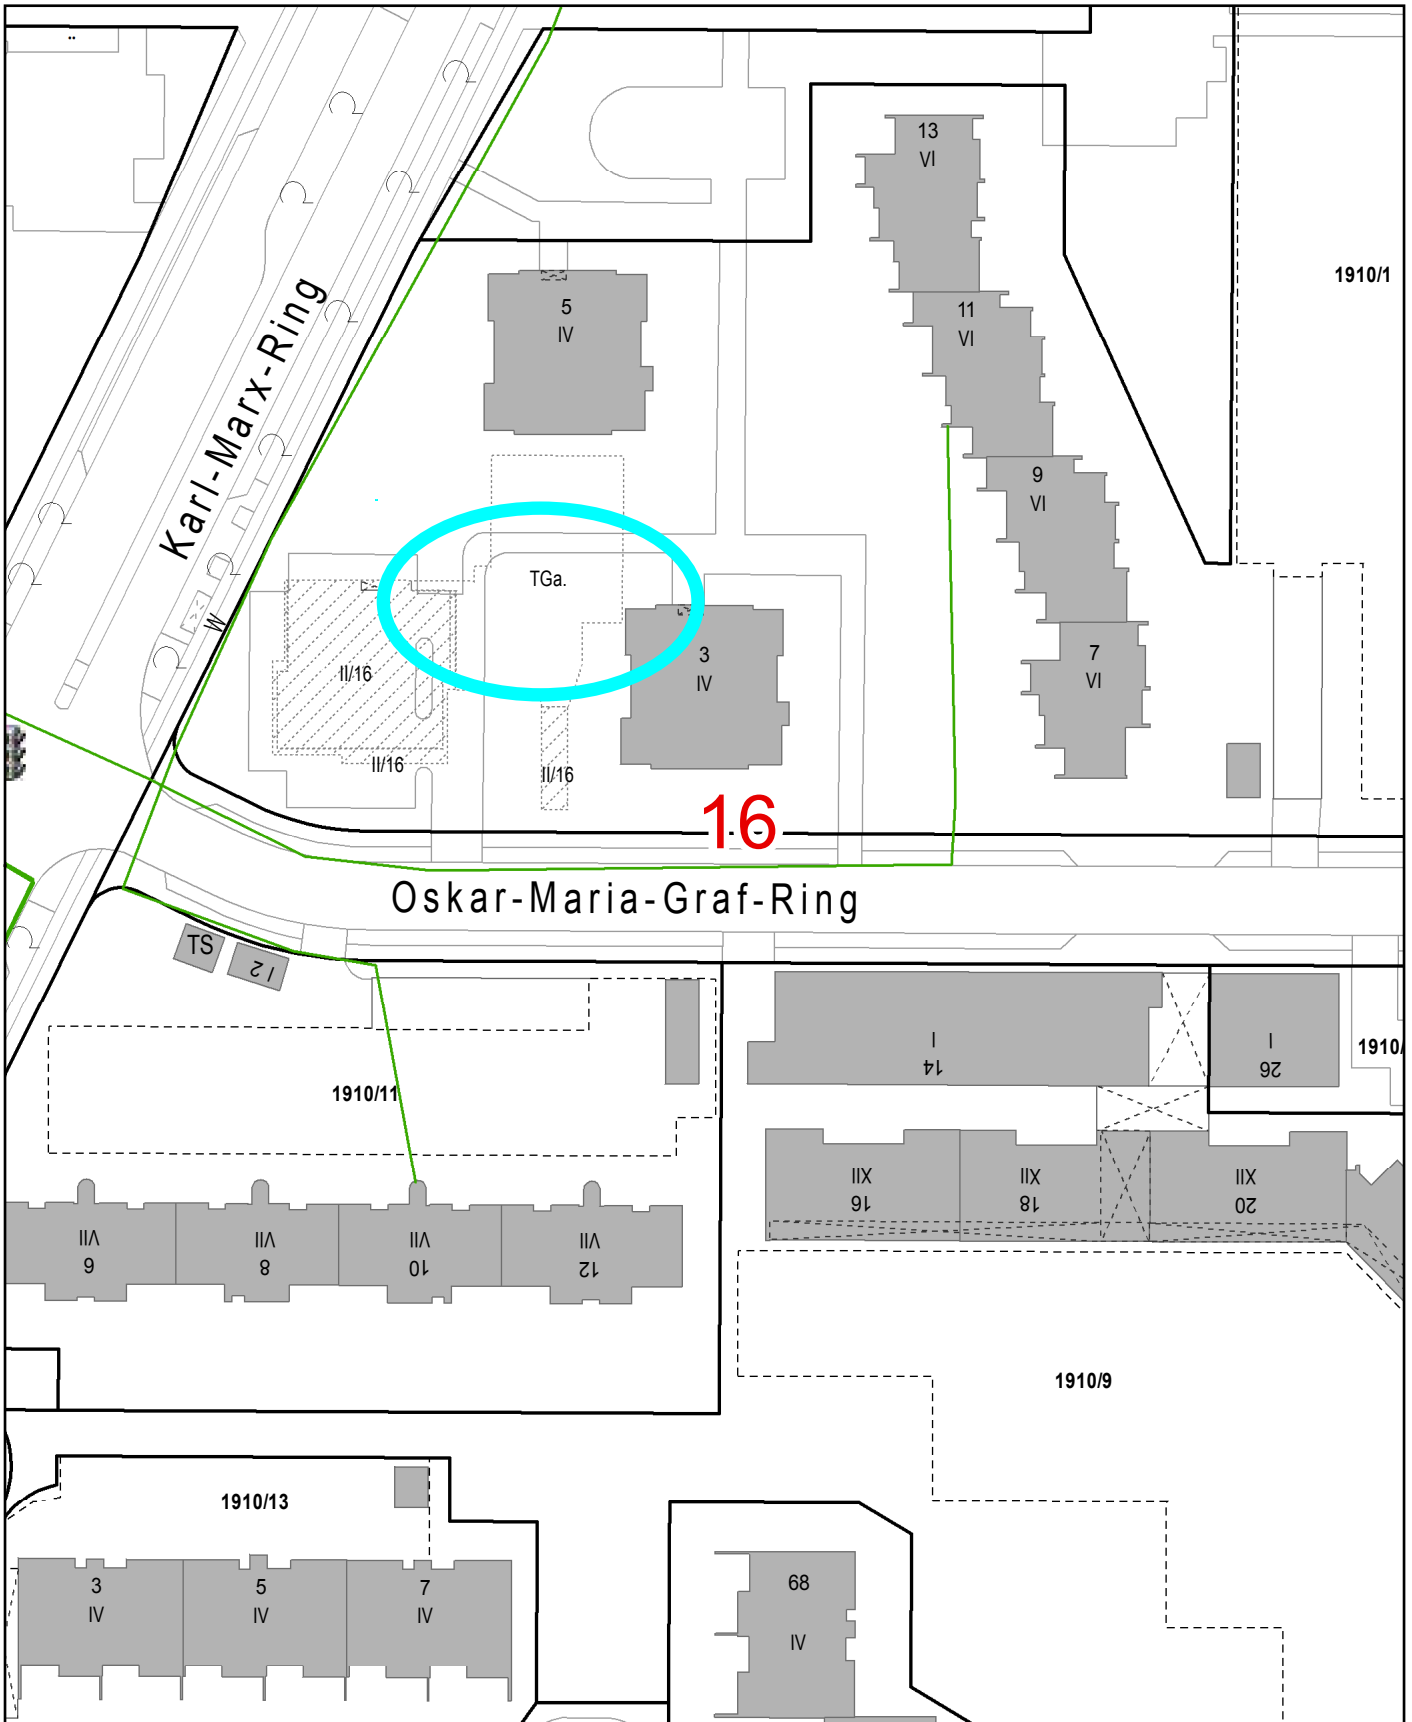 13
VI
1910/1
11
VI
5
IV
Karl-Marx-Ring
9
VI
TGa.
W
3
IV
7
VI
II/16
II/16
II/16
16
Oskar-Maria-Graf-Ring
TS
I 2
I
14
I
26
1910/
1910/11
XII
16
XII
18
XII
20
VII
6
VII
8
VII
10
VII
12
1910/9
1910/13
3
IV
5
IV
7
IV
68
IV